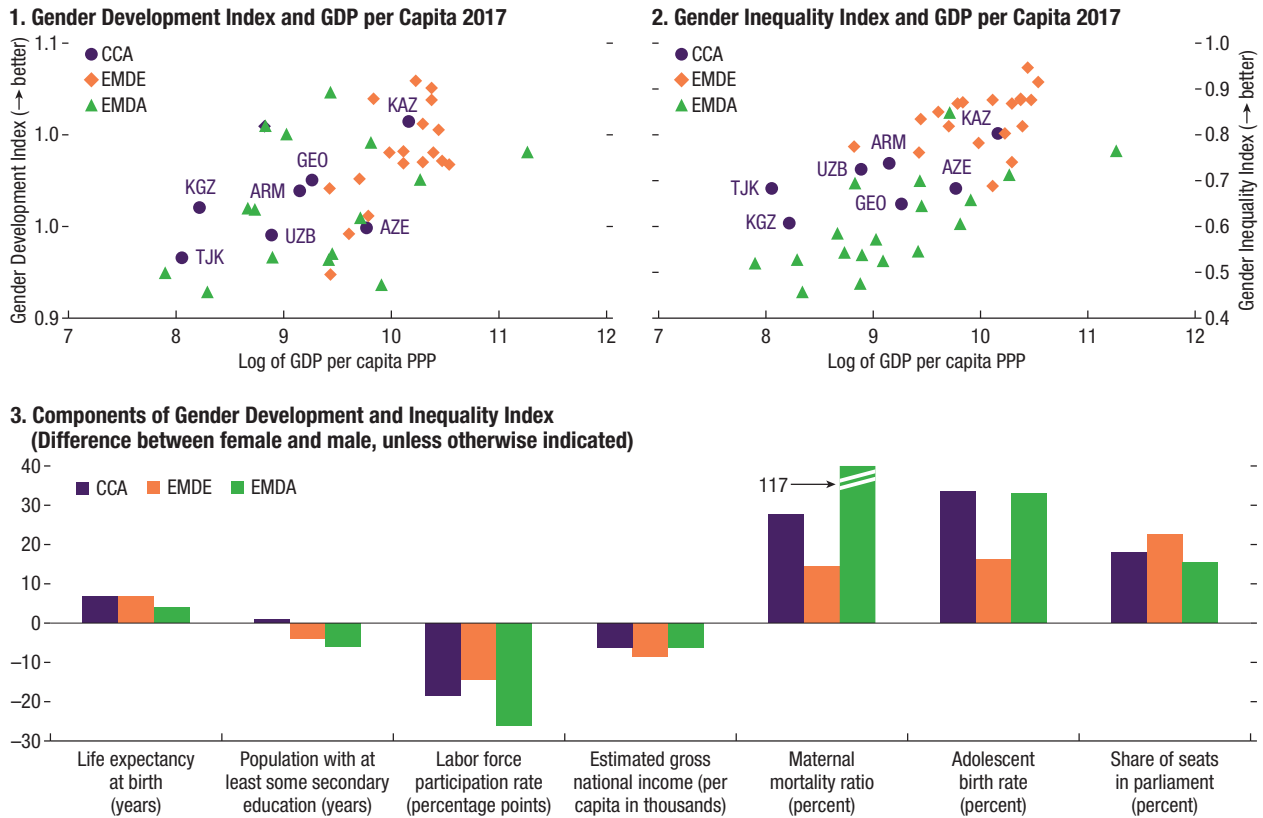 1. Gender Development Index and GDP per Capita 2017
Gender Development Index (→ better)
1.1
1.0
1.0
0.9
CCA
EMDE
EMDA
KAZ
GEO
KGZ
ARM
UZB
AZE
TJK
7 8 9 10 11 12
Log of GDP per capita PPP
2. Gender Inequality Index and GDP per Capita 2017
CCA
EMDE
EMDA
KAZ
ARM
UZB
AZE
TJK
GEO
KGZ
1.0
0.9
0.8
0.7
0.6
0.5
0.4
Gender Inequality Index (→ better)
7 8 9 10 11 12
Log of GDP per capita PPP
3. Components of Gender Development and Inequality Index
(Difference between female and male, unless otherwise indicated)
40
30
20
10
0
–10
–20
–30
CCA EMDE EMDA
117
Life expectancy
at birth
(years)
Population with at
least some secondary
education (years)
Labor force
participation rate
(percentage points)
Estimated gross
national income (per
capita in thousands)
Maternal
mortality ratio
(percent)
Adolescent
birth rate
(percent)
Share of seats
in parliament
(percent)